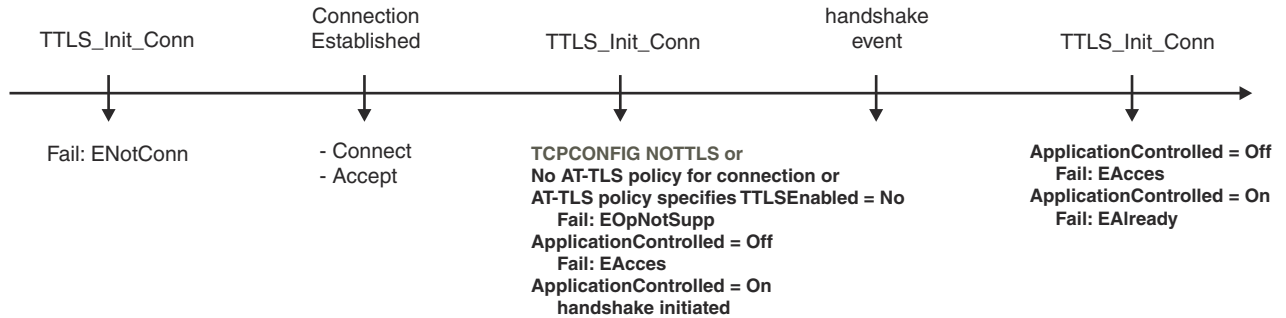 TTLS_Init_Conn
Connection
Established
TTLS_Init_Conn
handshake
event
TTLS_Init_Conn
Fail: ENotConn
- Connect
- Accept
TCPCONFIG NOTTLS or
No AT-TLS policy for connection or
AT-TLS policy specifies TTLSEnabled = No
Fail: EOpNotSupp
ApplicationControlled = Off
Fail: EAcces
ApplicationControlled = On
handshake initiated
ApplicationControlled = Off
Fail: EAcces
ApplicationControlled = On
Fail: EAlready